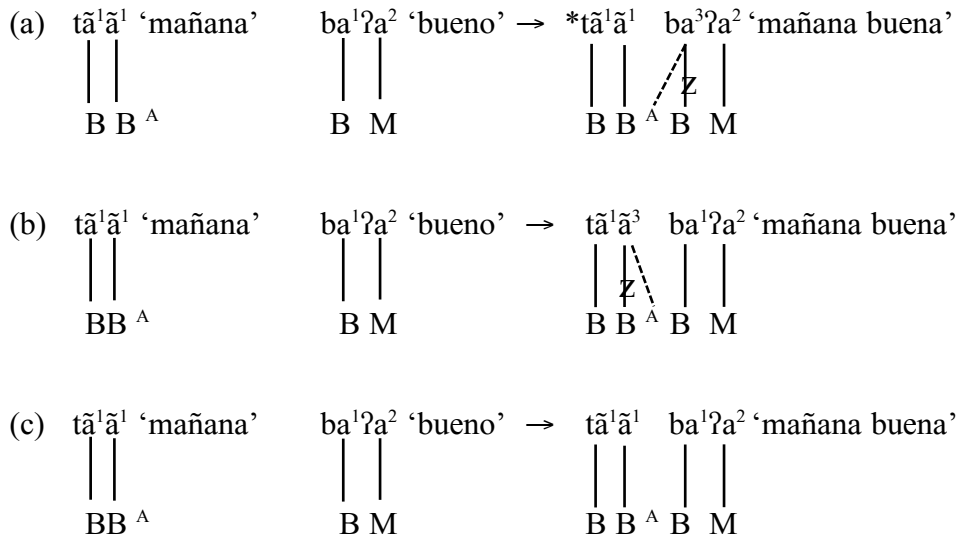 (a) tã¹ã¹ ‘mañana’ ba¹ʔa² ‘bueno’ → *tã¹ã¹ ba³ʔa² ‘mañana buena’
z
B B ᴬ B M B B ᴬ B M
(b) tã¹ã¹ ‘mañana’ ba¹ʔa² ‘bueno’ → tã¹ã³ ba¹ʔa² ‘mañana buena’
z
BB ᴬ B M B B ᴬ B M
(c) tã¹ã¹ ‘mañana’ ba¹ʔa² ‘bueno’ → tã¹ã¹ ba¹ʔa² ‘mañana buena’
BB ᴬ B M B B ᴬ B M